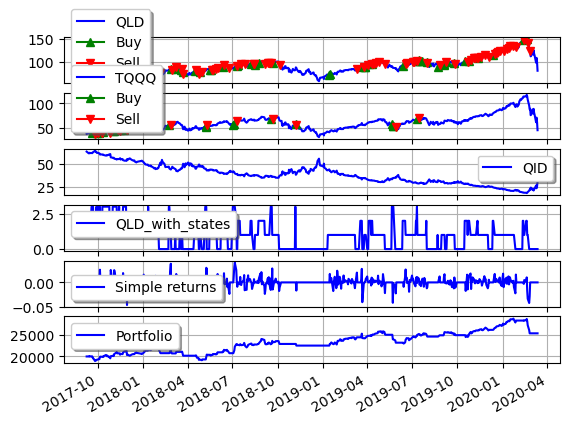 QLD
Buy
Sell
150
100
TQQQ
Buy
Sell
100
50
QID
50
25
QLD_with_states
2.5
0.0
Simple returns
0.00
−0.05
Portfolio
25000
20000
2017-10
2018-01
2018-04
2018-07
2018-10
2019-01
2019-04
2019-07
2019-10
2020-01
2020-04